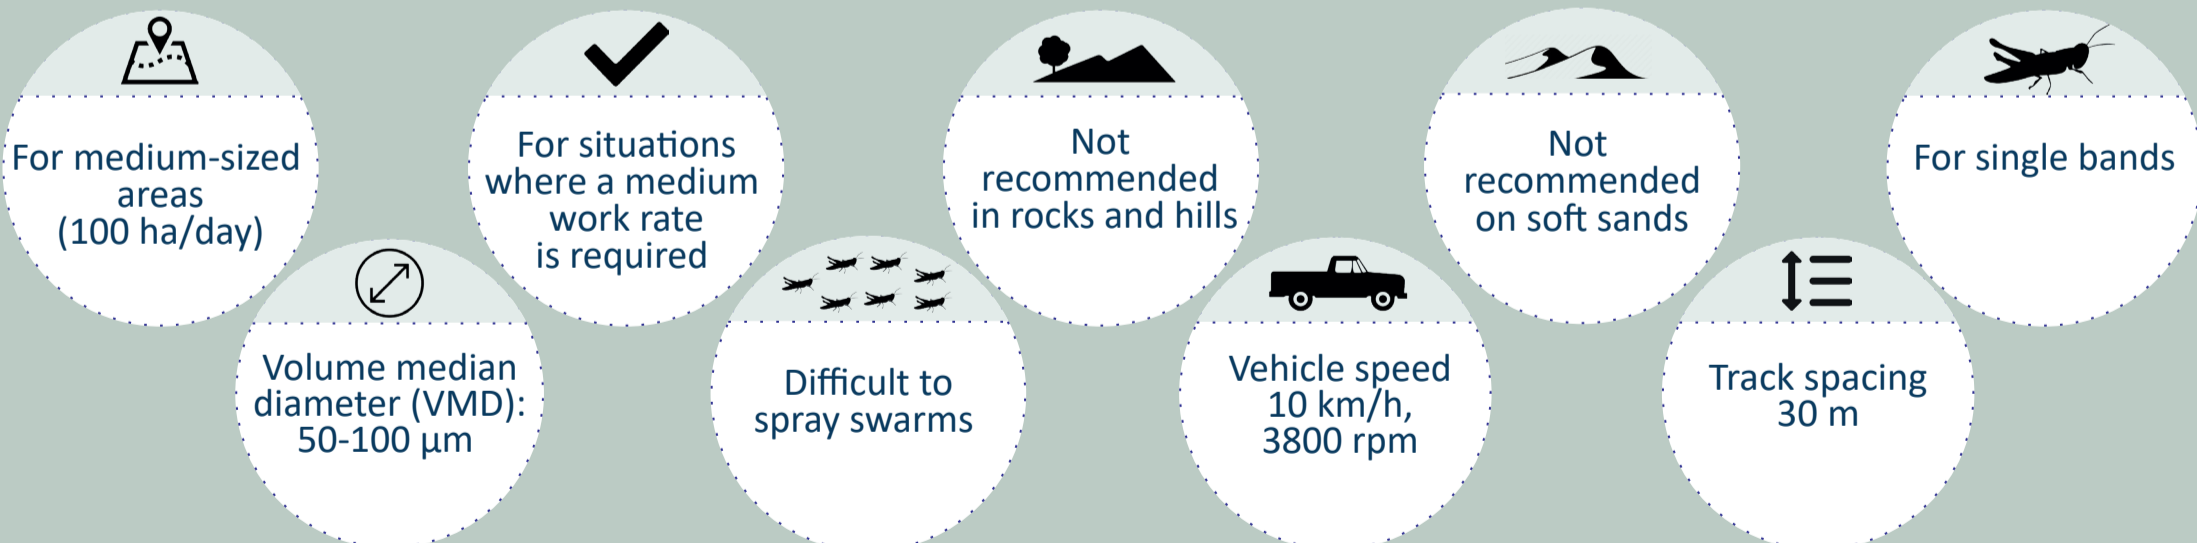 For medium-sized
areas
(100 ha/day)
Volume median
diameter (VMD):
50-100 µm
For situations
where a medium
work rate
is required
Difficult to
spray swarms
Not
recommended
in rocks and hills
Vehicle speed
10 km/h,
3800 rpm
Not
recommended
on soft sands
Track spacing
30 m
For single bands